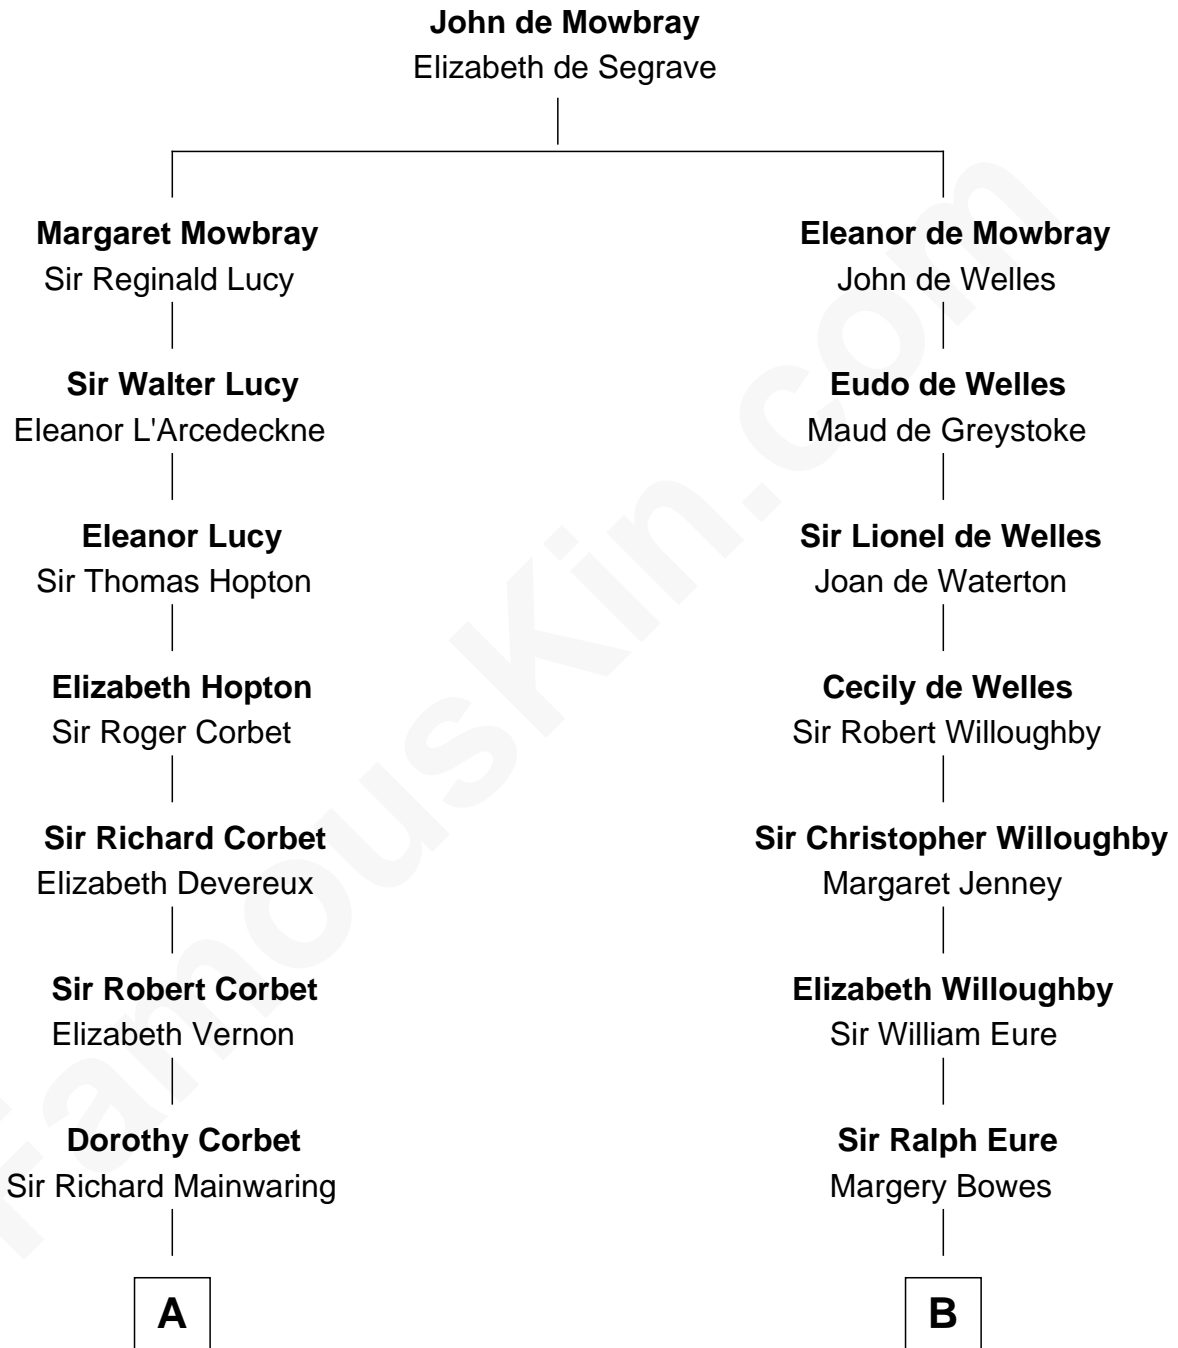 John de Mowbray
Elizabeth de Segrave
Margaret Mowbray
Sir Reginald Lucy
Sir Walter Lucy
Eleanor L'Arcedeckne
Eleanor Lucy
Sir Thomas Hopton
Elizabeth Hopton
Sir Roger Corbet
Sir Richard Corbet
Elizabeth Devereux
Sir Robert Corbet
Elizabeth Vernon
Dorothy Corbet
Sir Richard Mainwaring
A
Eleanor de Mowbray
John de Welles
Eudo de Welles
Maud de Greystoke
Sir Lionel de Welles
Joan de Waterton
Cecily de Welles
Sir Robert Willoughby
Sir Christopher Willoughby
Margaret Jenney
Elizabeth Willoughby
Sir William Eure
Sir Ralph Eure
Margery Bowes
B
FamousKin.com